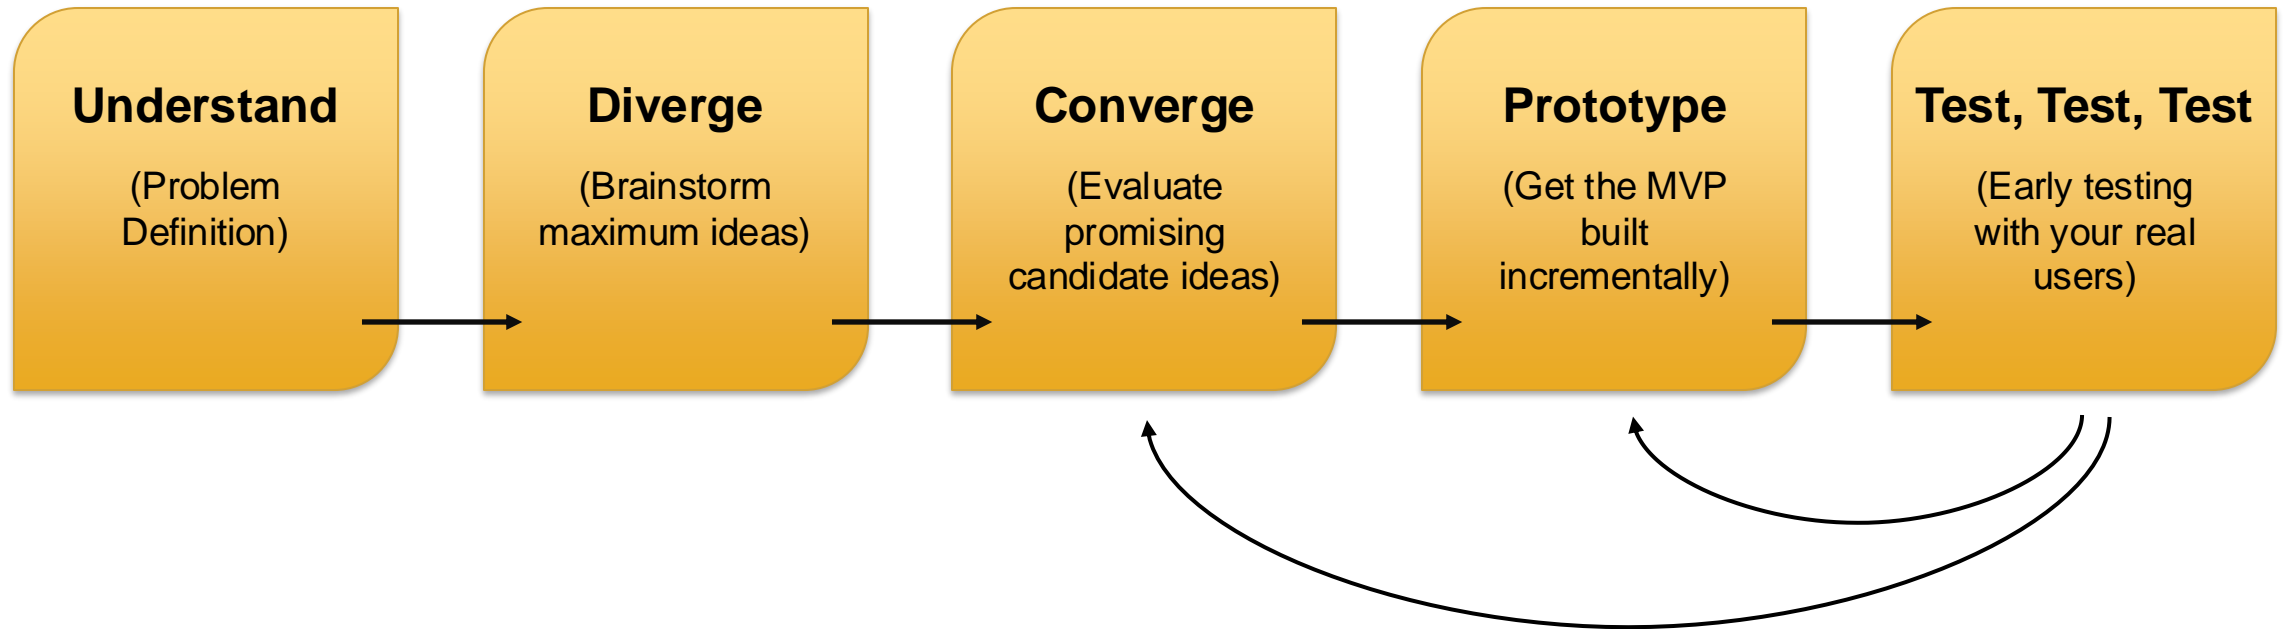 Understand
(Problem
Definition)
Diverge
(Brainstorm
maximum ideas)
Converge
(Evaluate
promising
candidate ideas)
Prototype
(Get the MVP
built
incrementally)
Test, Test, Test
(Early testing
with your real
users)